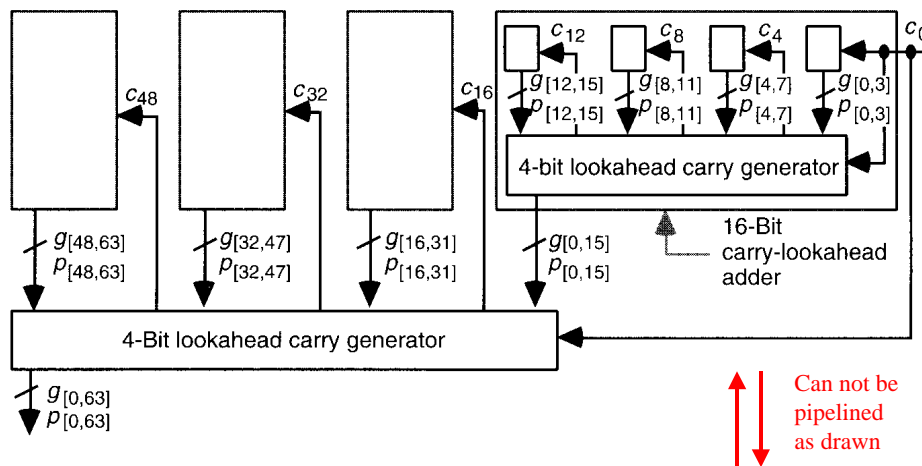 c12
c8
c4
c0
g[12,15]
p[12,15]
g[8,11]
p[8,11]
g[4,7]
p{4,7]
g[0,3]
p[0,3]
c48
c32
c16
4-bit lookahead carry generator
g[48,63]
p[48,63]
g[32,47]
p[32,47]
g[16,31]
p[16,31]
g[0,15]
p[0,15]
16-Bit
carry-lookahead
adder
4-Bit lookahead carry generator
g[0,63]
p[0,63]
Can not be
pipelined
as drawn